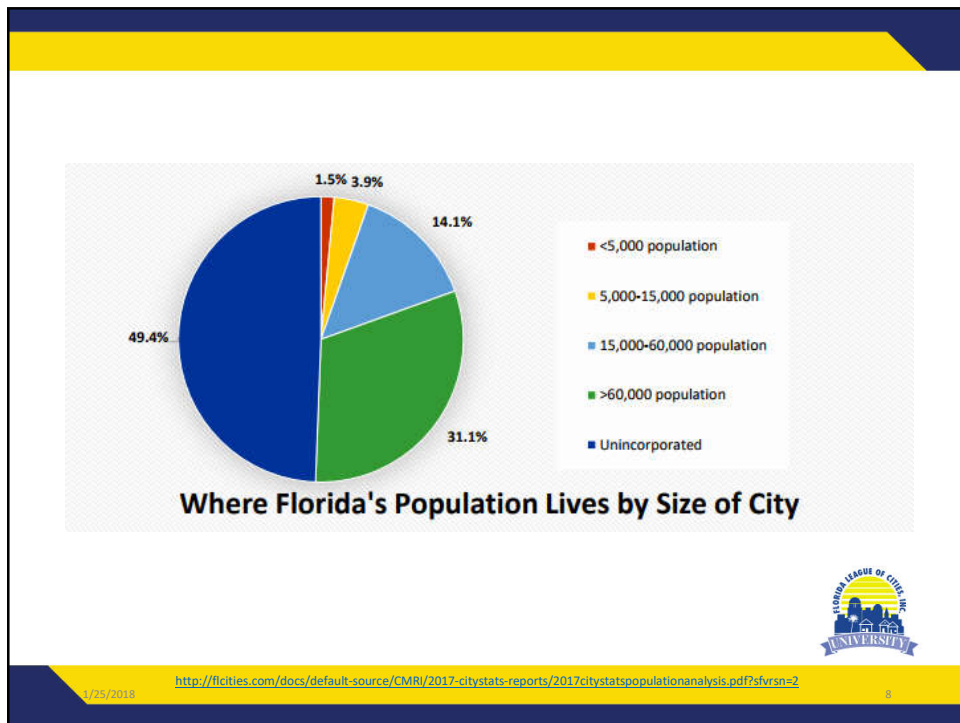 1.5% 3.9%
14.1%
49.4%
31.1%
<5,000 population
5,000-15,000 population
15,000-60,000 population
>60,000 population
Unincorporated
Where Florida's Population Lives by Size of City
FLORIDA LEAGUE OF CITIES, INC
UNIVERSITY
http://flcities.com/docs/default-source/CMRI/2017-citystats-reports/2017citystatspopulationanalysis.pdf?sfvrsn=2
1/25/2018
8